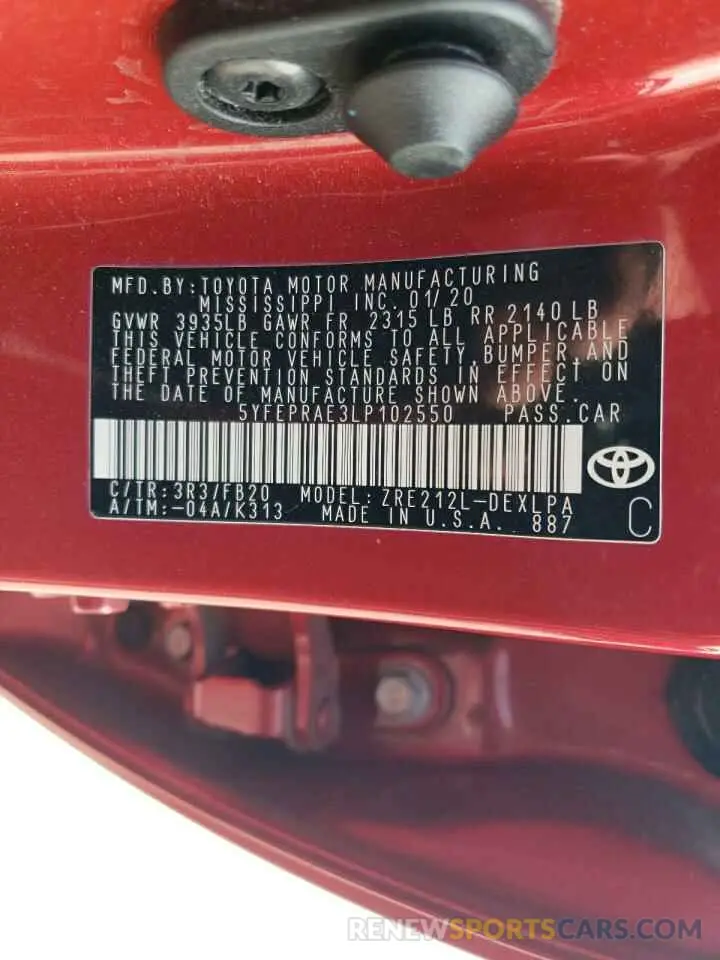 MFD. BY: TOYOTA MOTOR MANUFACTURING
MISSISSIPPI INC. 01/20
GVWR 3935LB GAWR FR 2315 LB RR 2140 LB
THIS VEHICLE CONFORMS TO ALL APPLICABLE
FEDERAL MOTOR VEHICLE SAFETY, BUMPER, AND
THEFT PREVENTION STANDARDS IN EFFECT ON
THE DATE OF MANUFACTURE SHOWN ABOVE.
5YFEPRAE3LP102550 PASS. CAR
C/TR: 3R3/FB20 MODEL: ZRE212L-DEXLPA
A/TM: -04A/K313 MADE IN U.S.A. 887 C
RENEWSPORTSCARS.COM